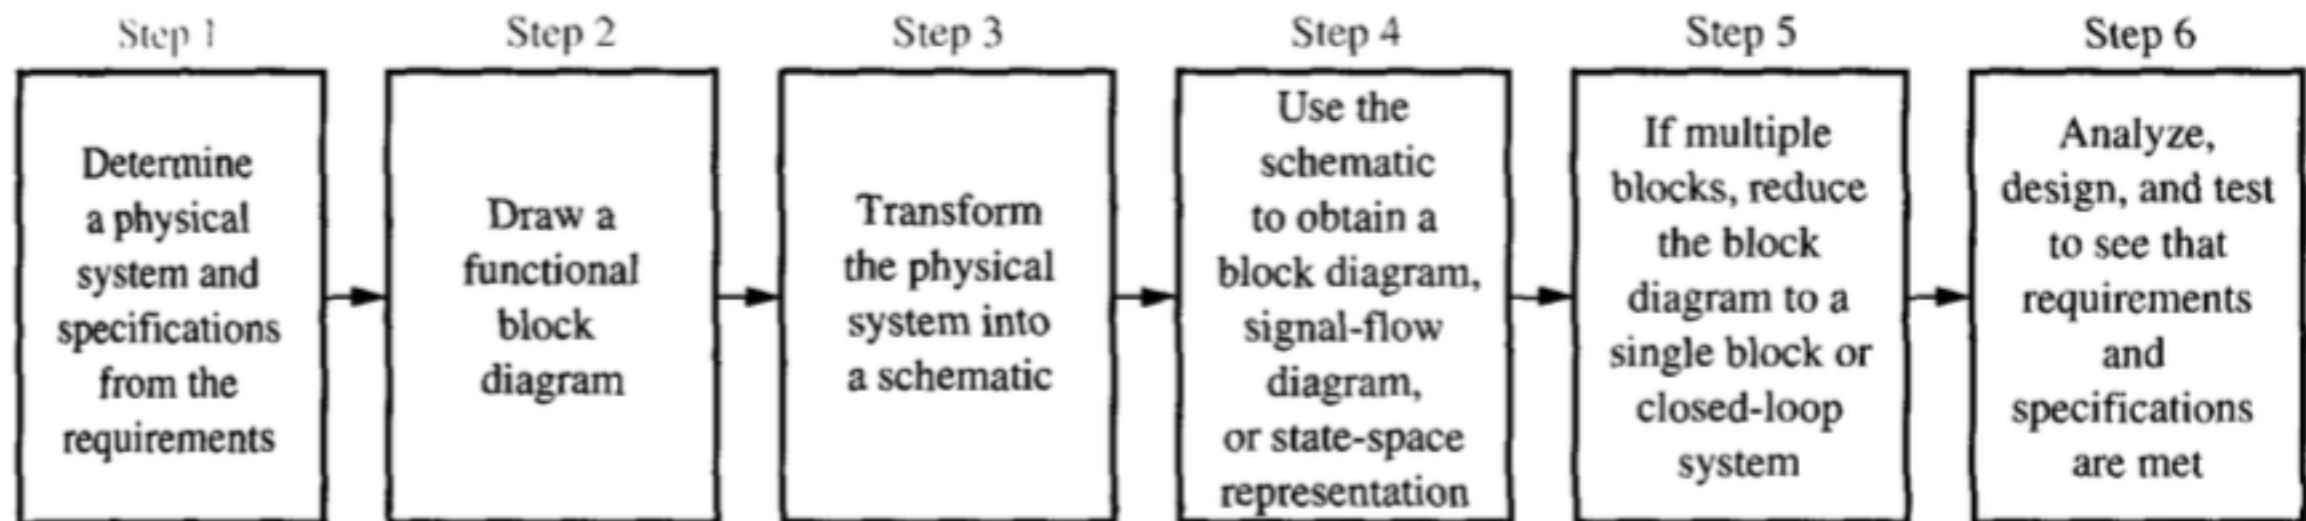 Step 1
Determine
a physical
system and
specifications
from the
requirements
Step 2
Draw a
functional
block
diagram
Step 3
Transform
the physical
system into
a schematic
Step 4
Use the
schematic
to obtain a
block diagram,
signal-flow
diagram,
or state-space
representation
Step 5
If multiple
blocks, reduce
the block
diagram to a
single block or
closed-loop
system
Step 6
Analyze,
design, and test
to see that
requirements
and
specifications
are met